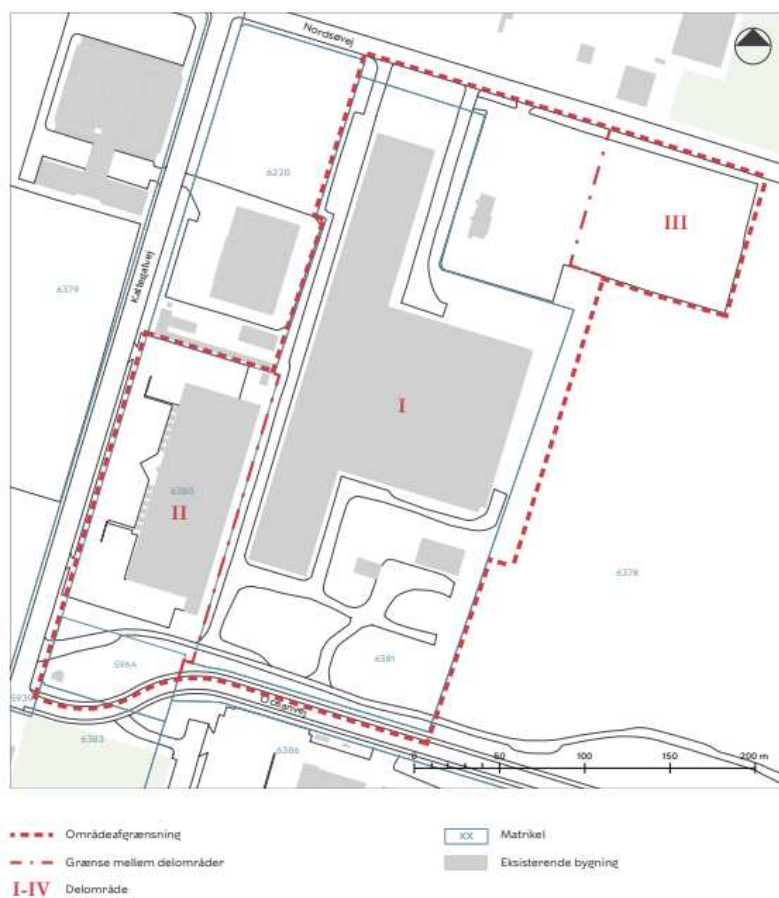 Nordsøvej
6220
III
Kattegatvej
6379
I
6380
II
6378
6381
5964
5939
Oceanvej
6383
6386
0 50 100 150 200 m
Områdeafgrænsning
XX Matrikel
Grænse mellem delområder
Eksisterende bygning
I-IV Delområde